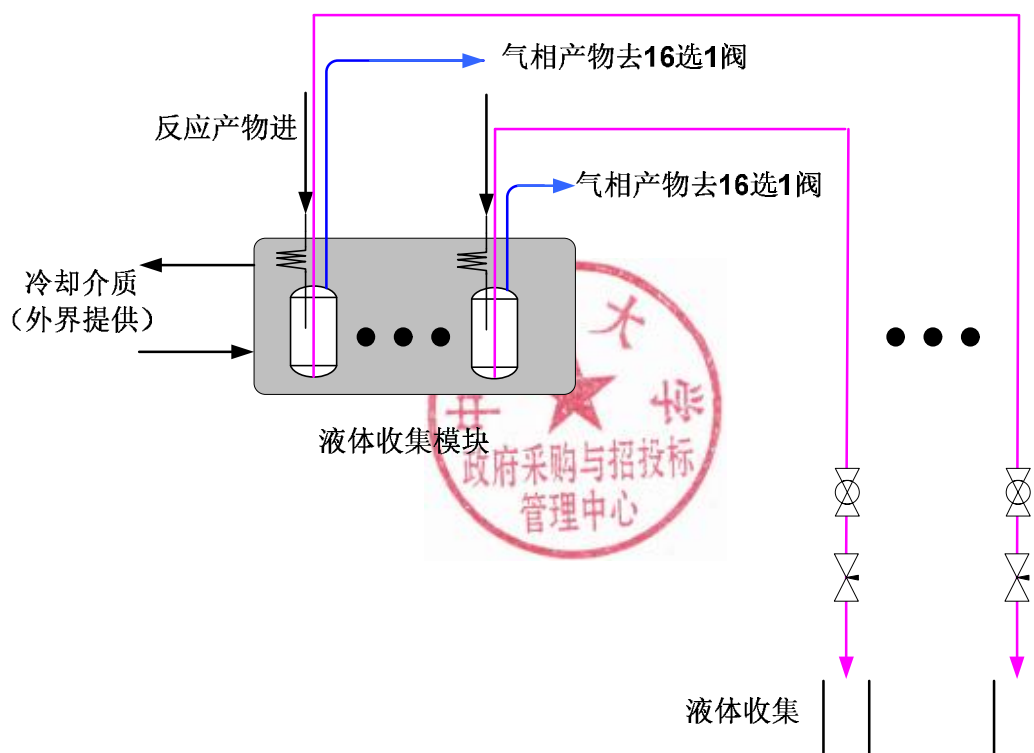 气相产物去16选1阀
反应产物进
气相产物去16选1阀
冷却介质
（外界提供）
液体收集模块
大
学
政府采购与招投标
管理中心
液体收集